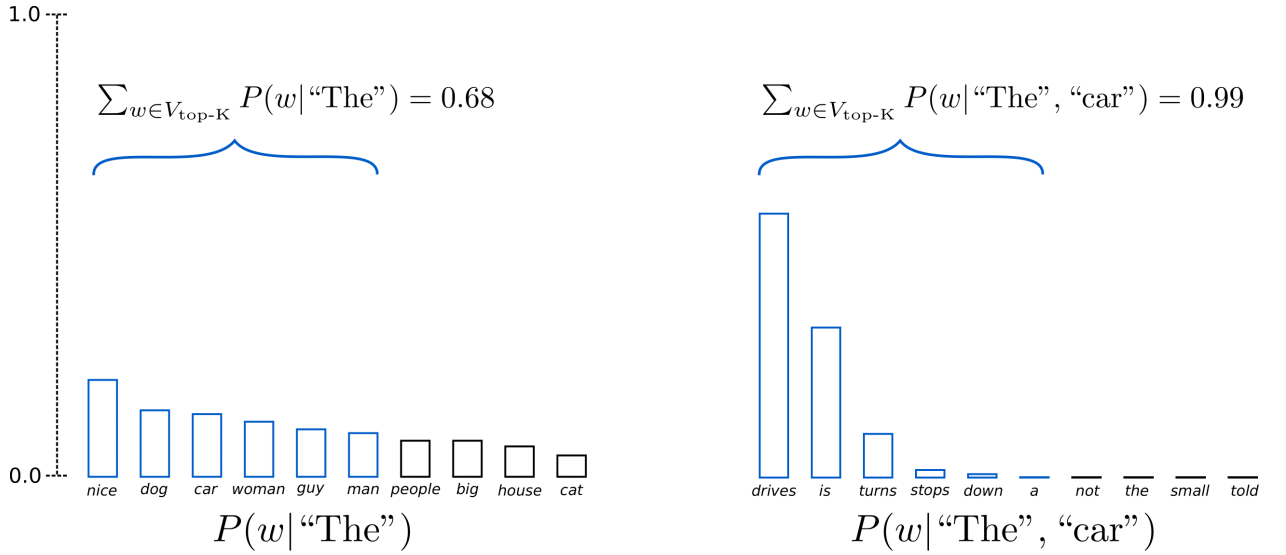 1.0
∑w∈Vtop-K P(w|“The”) = 0.68
∑w∈Vtop-K P(w|“The”, “car”) = 0.99
0.0
nice dog car woman guy man people big house cat
drives is turns stops down a not the small told
P(w|“The”)
P(w|“The”, “car”)